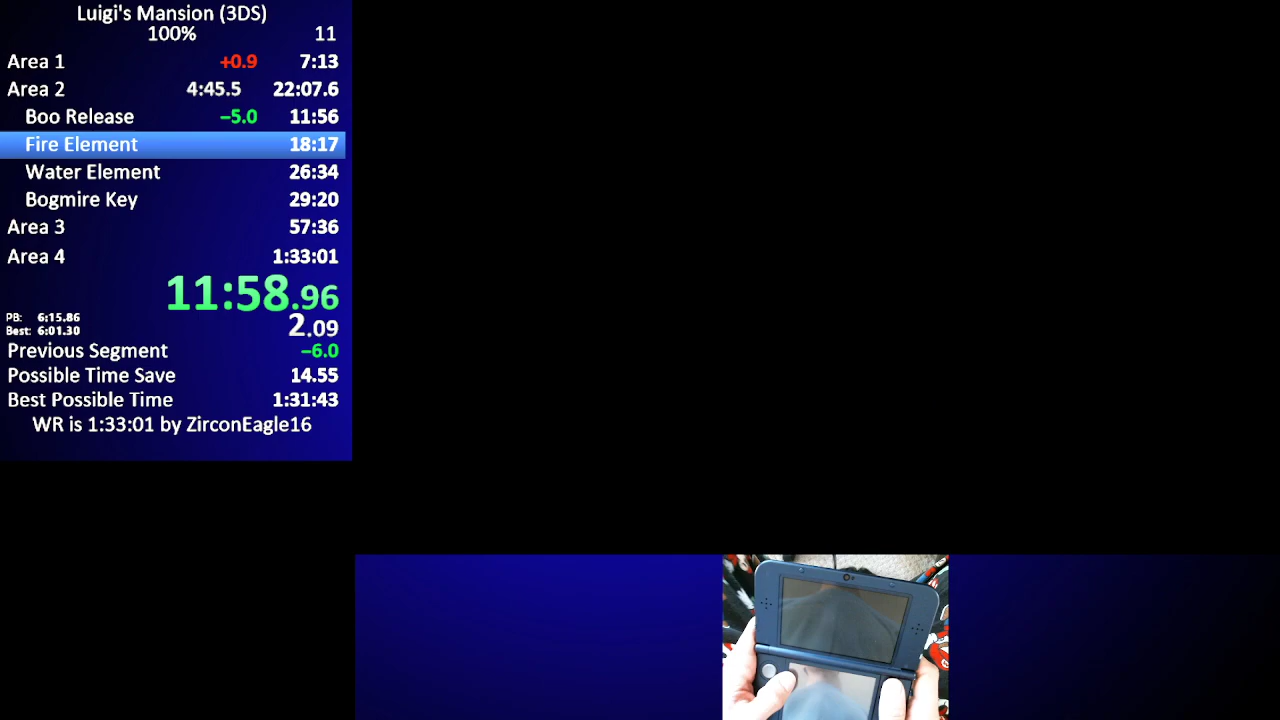 Luigi's Mansion (3DS)
100% 11
Area 1 +0.9 7:13
Area 2 4:45.5 22:07.6
Boo Release −5.0 11:56
Fire Element 18:17
Water Element 26:34
Bogmire Key 29:20
Area 3 57:36
Area 4 1:33:01
11:58.96
PB: 6:15.86
Best: 6:01.30 2.09
Previous Segment −6.0
Possible Time Save 14.55
Best Possible Time 1:31:43
WR is 1:33:01 by ZirconEagle16